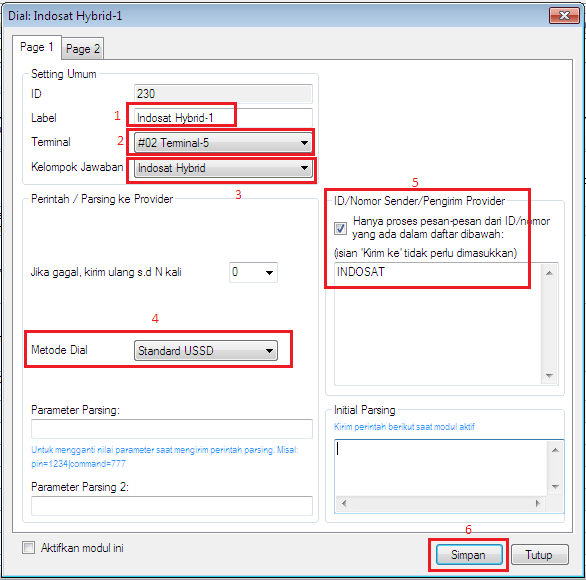 Dial: Indosat Hybrid-1
Page 1
Page 2
Setting Umum
ID
230
1
Label
Indosat Hybrid-1
2
Terminal
#02 Terminal-5
Kelompok Jawaban
Indosat Hybrid
3
Perintah / Parsing ke Provider
Jika gagal, kirim ulang s.d N kali
0
4
Metode Dial
Standard USSD
Parameter Parsing:
Untuk mengganti nilai parameter saat mengirim perintah parsing. Misal:
pin=1234|command=777
Parameter Parsing 2:
5
ID/Nomor Sender/Pengirim Provider
Hanya proses pesan-pesan dari ID/nomor
yang ada dalam daftar dibawah:
(isian 'Kirim ke' tidak perlu dimasukkan)
INDOSAT
Initial Parsing
Kirim perintah berikut saat modul aktif
Aktifkan modul ini
6
Simpan
Tutup